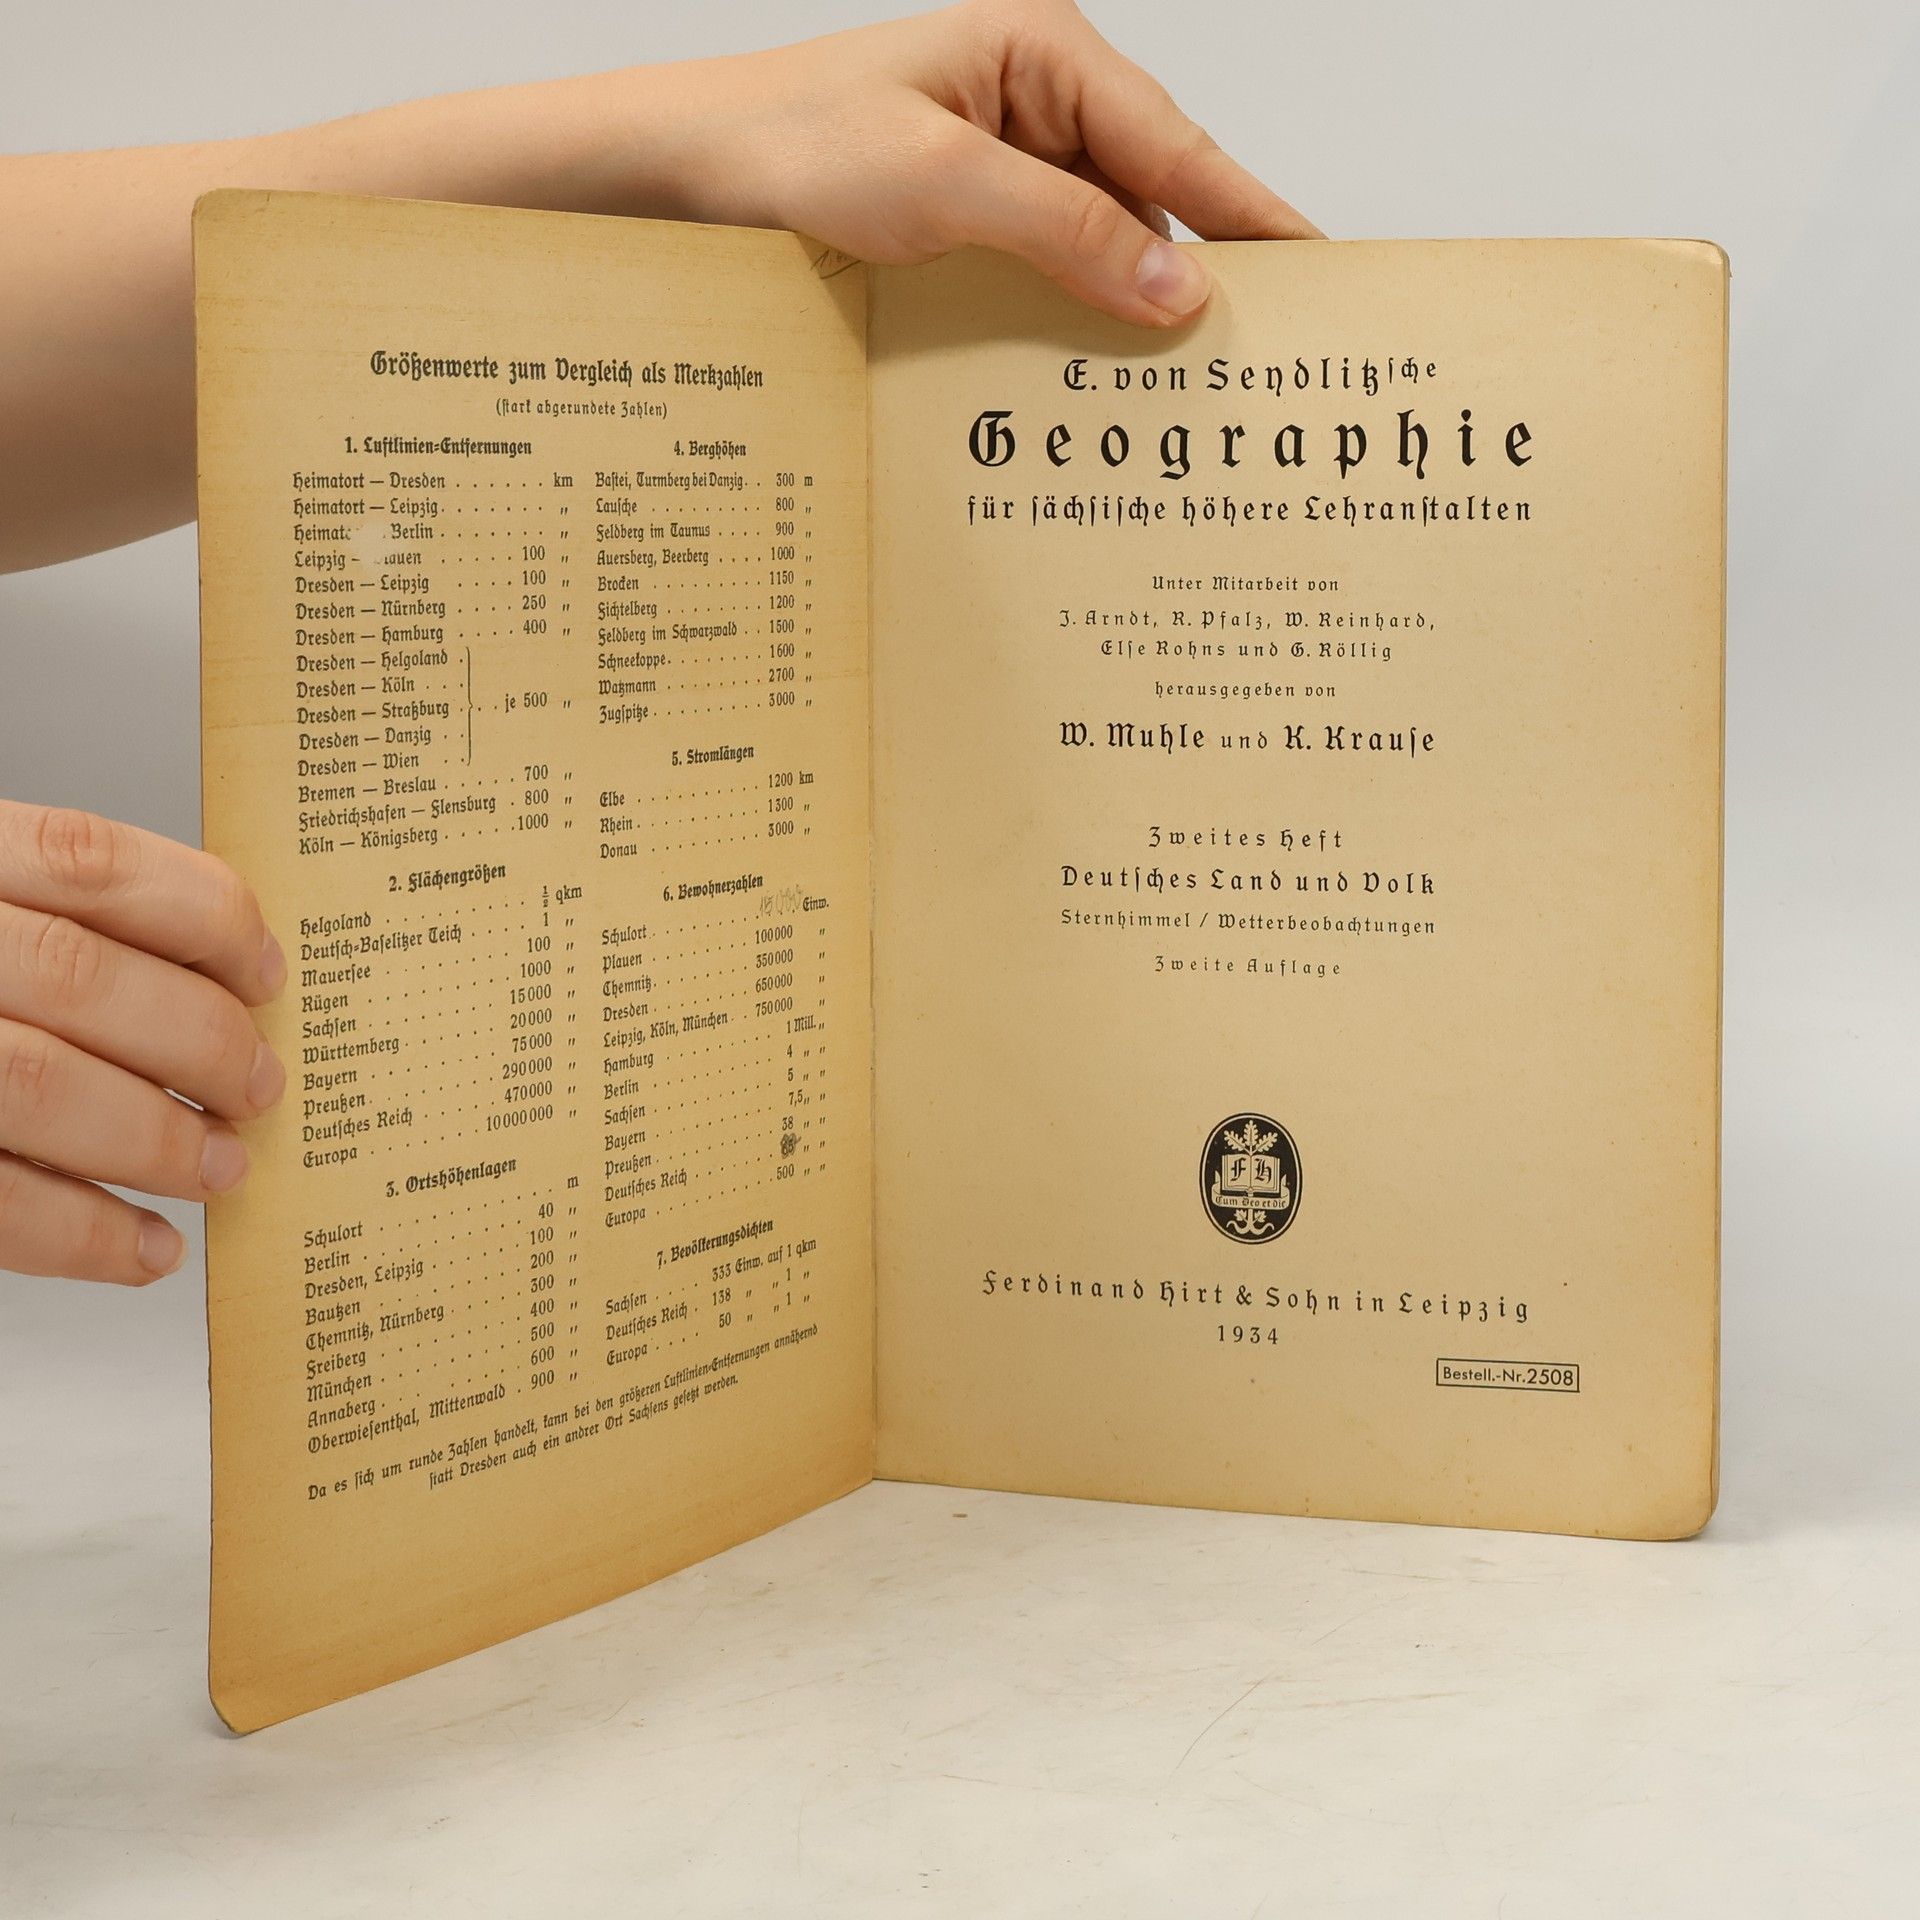 Größenwerte zum Vergleich als Merkzahlen
(stark abgerundete Zahlen)
1. Luftlinien-Entfernungen
Heimatort — Dresden . . . . . . km
Heimatort — Leipzig . . . . . . . „
Berlin . . . . . . . „
Leipzig – . . . . . 100 „
Dresden — Leipzig . . . . 100 „
Dresden — Nürnberg . . . . 250 „
Dresden — Hamburg . . . . 400 „
Dresden — Helgoland .
Dresden — Köln . . .
Dresden — Straßburg . . . je 500 „
Dresden — Danzig . .
Dresden — Wien . .
Bremen — Breslau . . . . . 700 „
Friedrichshafen — Flensburg . 800 „
Köln — Königsberg . . . . . 1000 „
2. Flächengrößen
Helgoland . . . . . . . . . ½ qkm
Deutsch-Baselitzer Teich . . . . 1 „
Mauersee . . . . . . . . 100 „
Rügen . . . . . . . . 1000 „
Sachsen . . . . . . . 15000 „
Württemberg . . . . . . 20000 „
Bayern . . . . . . . . 75000 „
Preußen . . . . . . . 290000 „
Deutsches Reich . . . . . 470000 „
Europa . . . . . . . 10000000 „
3. Ortshöhenlagen
Schulort . . . . . . . . . . m
Berlin . . . . . . . . . 40 „
Dresden, Leipzig . . . . . . 100 „
Bautzen . . . . . . . . 200 „
Chemnitz, Nürnberg . . . . . 300 „
Freiberg . . . . . . . . 400 „
München . . . . . . . . 500 „
Annaberg . . . . . . . . 600 „
Oberwiesenthal, Mittenwald . 900 „
4. Berghöhen
Bastei, Turmberg bei Danzig . . 300 m
Lausche . . . . . . . . . 800 „
Feldberg im Taunus . . . . 900 „
Auersberg, Beerberg . . . . 1000 „
Brocken . . . . . . . . . 1150 „
Fichtelberg . . . . . . . . 1200 „
Feldberg im Schwarzwald . . 1500 „
Schneekoppe . . . . . . . . 1600 „
Watzmann . . . . . . . . 2700 „
Zugspitze . . . . . . . . . 3000 „
5. Stromlängen
Elbe . . . . . . . . . . 1200 km
Rhein . . . . . . . . . . 1300 „
Donau . . . . . . . . . 3000 „
6. Bewohnerzahlen
Schulort . . . . . . . . Einw.
Plauen . . . . . . . . 100000 „
Chemnitz . . . . . . . 350000 „
Dresden . . . . . . . 650000 „
Leipzig, Köln, München . . 750000 „
Hamburg . . . . . . . . 1 Mill. „
Berlin . . . . . . . . . 4 „ „
Sachsen . . . . . . . . 5 „ „
Bayern . . . . . . . . 7,5 „ „
Preußen . . . . . . . . 38 „ „
Deutsches Reich . . . . . „ „
Europa . . . . . . . . 500 „ „
7. Bevölkerungsdichten
Sachsen . . . . 333 Einw. auf 1 qkm
Deutsches Reich . 138 „ „ 1 „
Europa . . . . 50 „ „ 1 „
Da es sich um runde Zahlen handelt, kann bei den größeren Luftlinien-Entfernungen annähernd
statt Dresden auch ein andrer Ort Sachsens gesetzt werden.
E. von Seydlitzsche
Geographie
für sächsische höhere Lehranstalten
Unter Mitarbeit von
J. Arndt, R. Pfalz, W. Reinhard,
Else Rohns und G. Röllig
herausgegeben von
W. Muhle und K. Krause
Zweites Heft
Deutsches Land und Volk
Sternhimmel / Wetterbeobachtungen
Zweite Auflage
F H
Cum Deo et die
Ferdinand Hirt & Sohn in Leipzig
1934
Bestell.-Nr. 2508